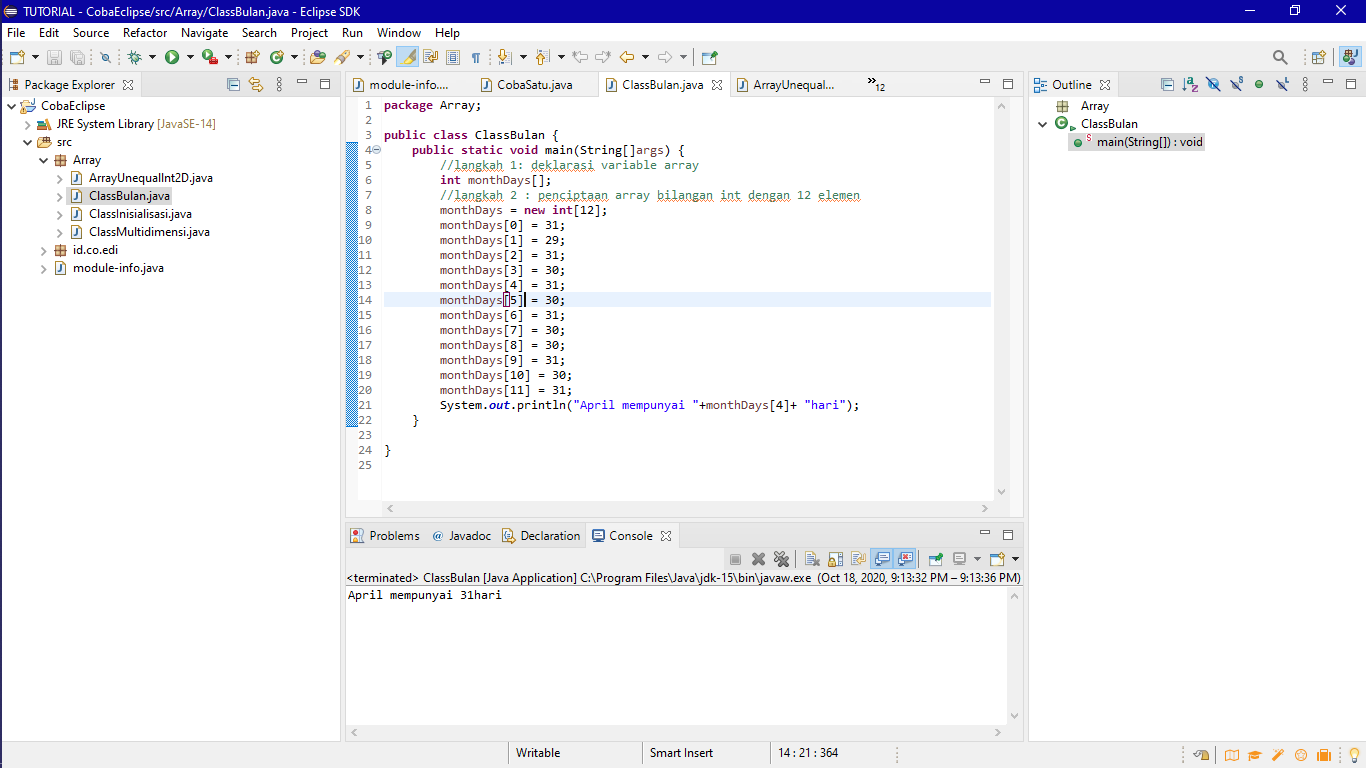 TUTORIAL - CobaEclipse/src/Array/ClassBulan.java - Eclipse SDK
File Edit Source Refactor Navigate Search Project Run Window Help
Package Explorer
CobaEclipse
JRE System Library [JavaSE-14]
src
Array
ArrayUnequalInt2D.java
ClassBulan.java
ClassInisialisasi.java
ClassMultidimensi.java
id.co.edi
module-info.java
module-info.... CobaSatu.java ClassBulan.java ArrayUnequal... »12
1 package Array;
2
3 public class ClassBulan {
4 public static void main(String[]args) {
5 //langkah 1: deklarasi variable array
6 int monthDays[];
7 //langkah 2 : penciptaan array bilangan int dengan 12 elemen
8 monthDays = new int[12];
9 monthDays[0] = 31;
10 monthDays[1] = 29;
11 monthDays[2] = 31;
12 monthDays[3] = 30;
13 monthDays[4] = 31;
14 monthDays[5] = 30;
15 monthDays[6] = 31;
16 monthDays[7] = 30;
17 monthDays[8] = 30;
18 monthDays[9] = 31;
19 monthDays[10] = 30;
20 monthDays[11] = 31;
21 System.out.println("April mempunyai "+monthDays[4]+ "hari");
22 }
23
24 }
25
Outline
Array
ClassBulan
main(String[]) : void
Problems @ Javadoc Declaration Console
<terminated> ClassBulan [Java Application] C:\Program Files\Java\jdk-15\bin\javaw.exe (Oct 18, 2020, 9:13:32 PM – 9:13:36 PM)
April mempunyai 31hari
Writable Smart Insert 14 : 21 : 364